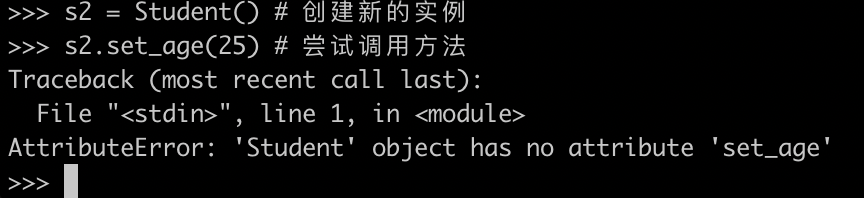 >>> s2 = Student() # 创建新的实例
>>> s2.set_age(25) # 尝试调用方法
Traceback (most recent call last):
  File "<stdin>", line 1, in <module>
AttributeError: 'Student' object has no attribute 'set_age'
>>>